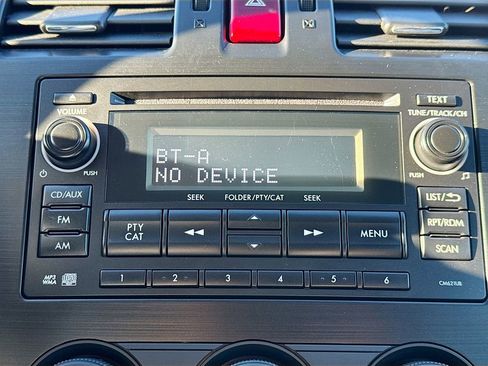 TEXT
VOLUME
TUNE/TRACK/CH
BT-A
NO DEVICE
PUSH
PUSH
SEEK FOLDER/PTY/CAT SEEK
CD/AUX
LIST/
FM
PTY
CAT
MENU
RPT/RDM
AM
SCAN
1 2 3 4 5 6
MP3
WMA
CM621UB